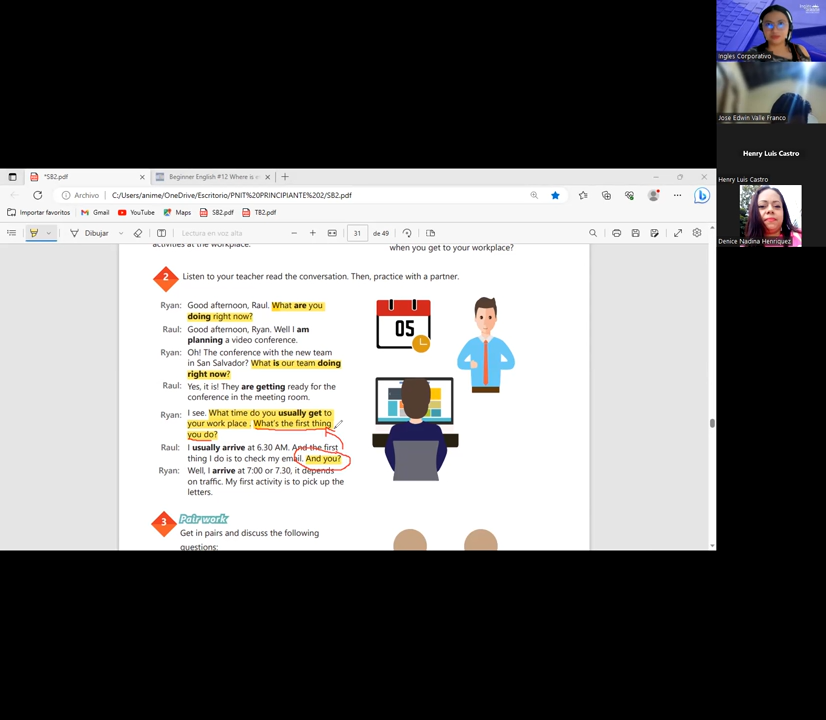 Ingles Corporativo
Jose Edwin Valle Franco
Henry Luis Castro
Henry Luis Castro
Denice Nadina Henriquez
*SB2.pdf
Beginner English #12 Where is
Archivo
C:/Users/anime/OneDrive/Escritorio/PNIT%20PRINCIPIANTE%202/SB2.pdf
Importar favoritos
Gmail
YouTube
Maps
SB2.pdf
TB2.pdf
Dibujar
Lectura en voz alta
31
de 49
activities at the workplace.
when you get to your workplace?
2
Listen to your teacher read the conversation. Then, practice with a partner.
Ryan: Good afternoon, Raul. What are you
doing right now?
Raul: Good afternoon, Ryan. Well I am
planning a video conference.
Ryan: Oh! The conference with the new team
in San Salvador? What is our team doing
right now?
Raul: Yes, it is! They are getting ready for the
conference in the meeting room.
Ryan: I see. What time do you usually get to
your work place . What's the first thing
you do?
Raul: I usually arrive at 6.30 AM. And the first
thing I do is to check my email. And you?
Ryan: Well, I arrive at 7:00 or 7.30, it depends
on traffic. My first activity is to pick up the
letters.
05
3
Pair work
Get in pairs and discuss the following
questions: